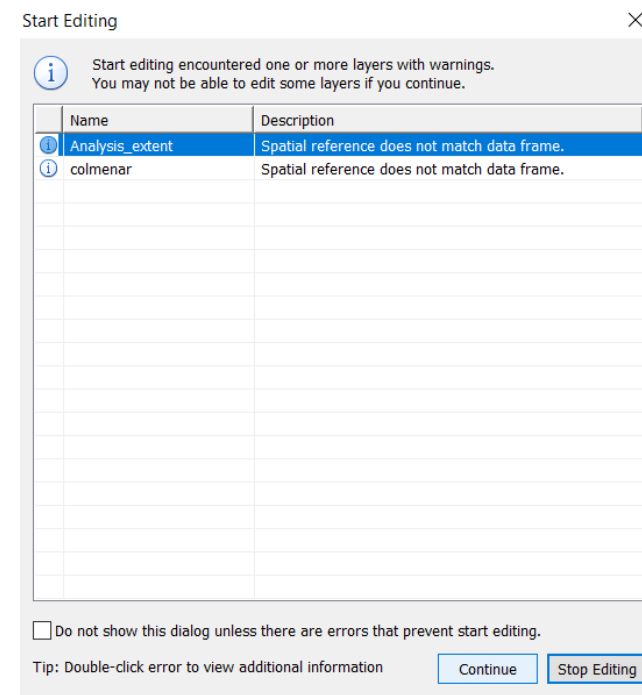 Start Editing
Start editing encountered one or more layers with warnings.
You may not be able to edit some layers if you continue.
Name Description
Analysis_extent Spatial reference does not match data frame.
colmenar Spatial reference does not match data frame.
Do not show this dialog unless there are errors that prevent start editing.
Tip: Double-click error to view additional information Continue Stop Editing